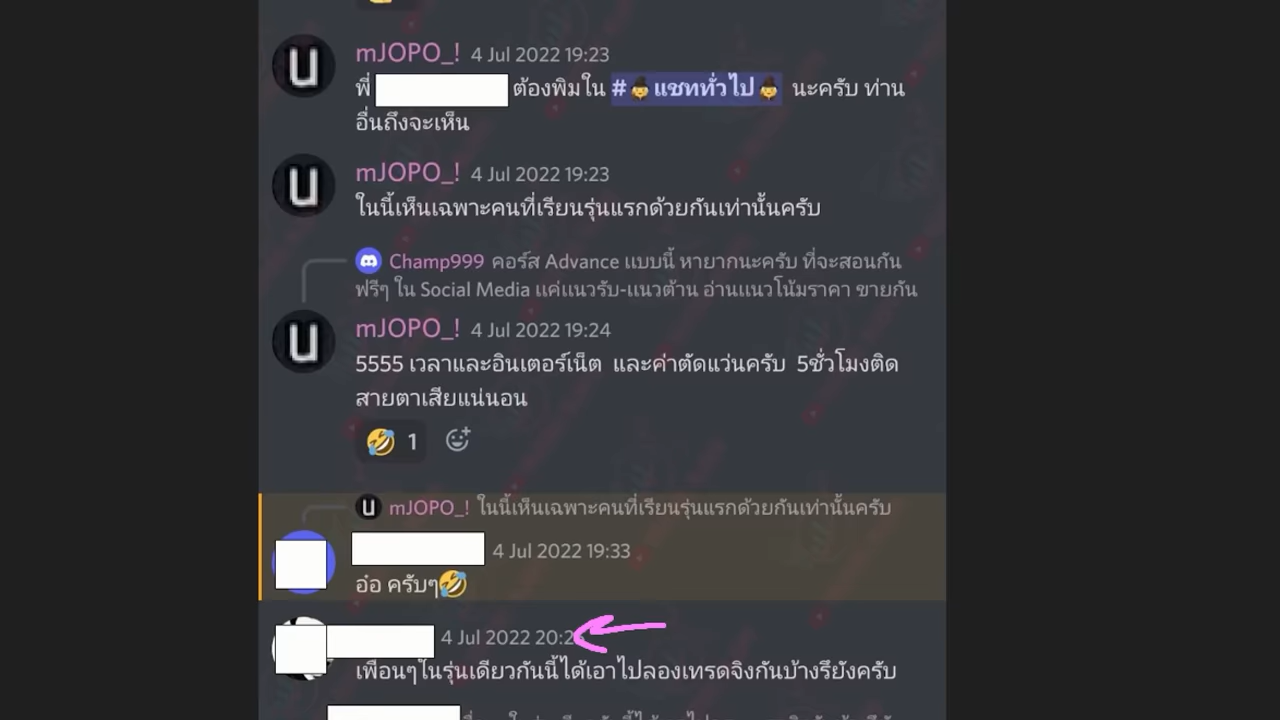 mJOPO_! 4 Jul 2022 19:23
พี่ ต้องพิมใน #แชททั่วไป นะครับ ท่าน
อื่นถึงจะเห็น
mJOPO_! 4 Jul 2022 19:23
ในนี้เห็นเฉพาะคนที่เรียนรุ่นแรกด้วยกันเท่านั้นครับ
Champ999 คอร์ส Advance แบบนี้ หายากนะครับ ที่จะสอนกัน
ฟรีๆ ใน Social Media แค่แนวรับ-แนวต้าน อ่านแนวโน้มราคา ขายกัน
mJOPO_! 4 Jul 2022 19:24
5555 เวลาและอินเตอร์เน็ต และค่าตัดแว่นครับ 5ชั่วโมงติด
สายตาเสียแน่นอน
🤣 1
mJOPO_! ในนี้เห็นเฉพาะคนที่เรียนรุ่นแรกด้วยกันเท่านั้นครับ
4 Jul 2022 19:33
อ๋อ ครับๆ🤣
4 Jul 2022
เพื่อนๆในรุ่นเดียวกันนี้ได้เอาไปลองเทรดจิงกันบ้างรึยังครับ